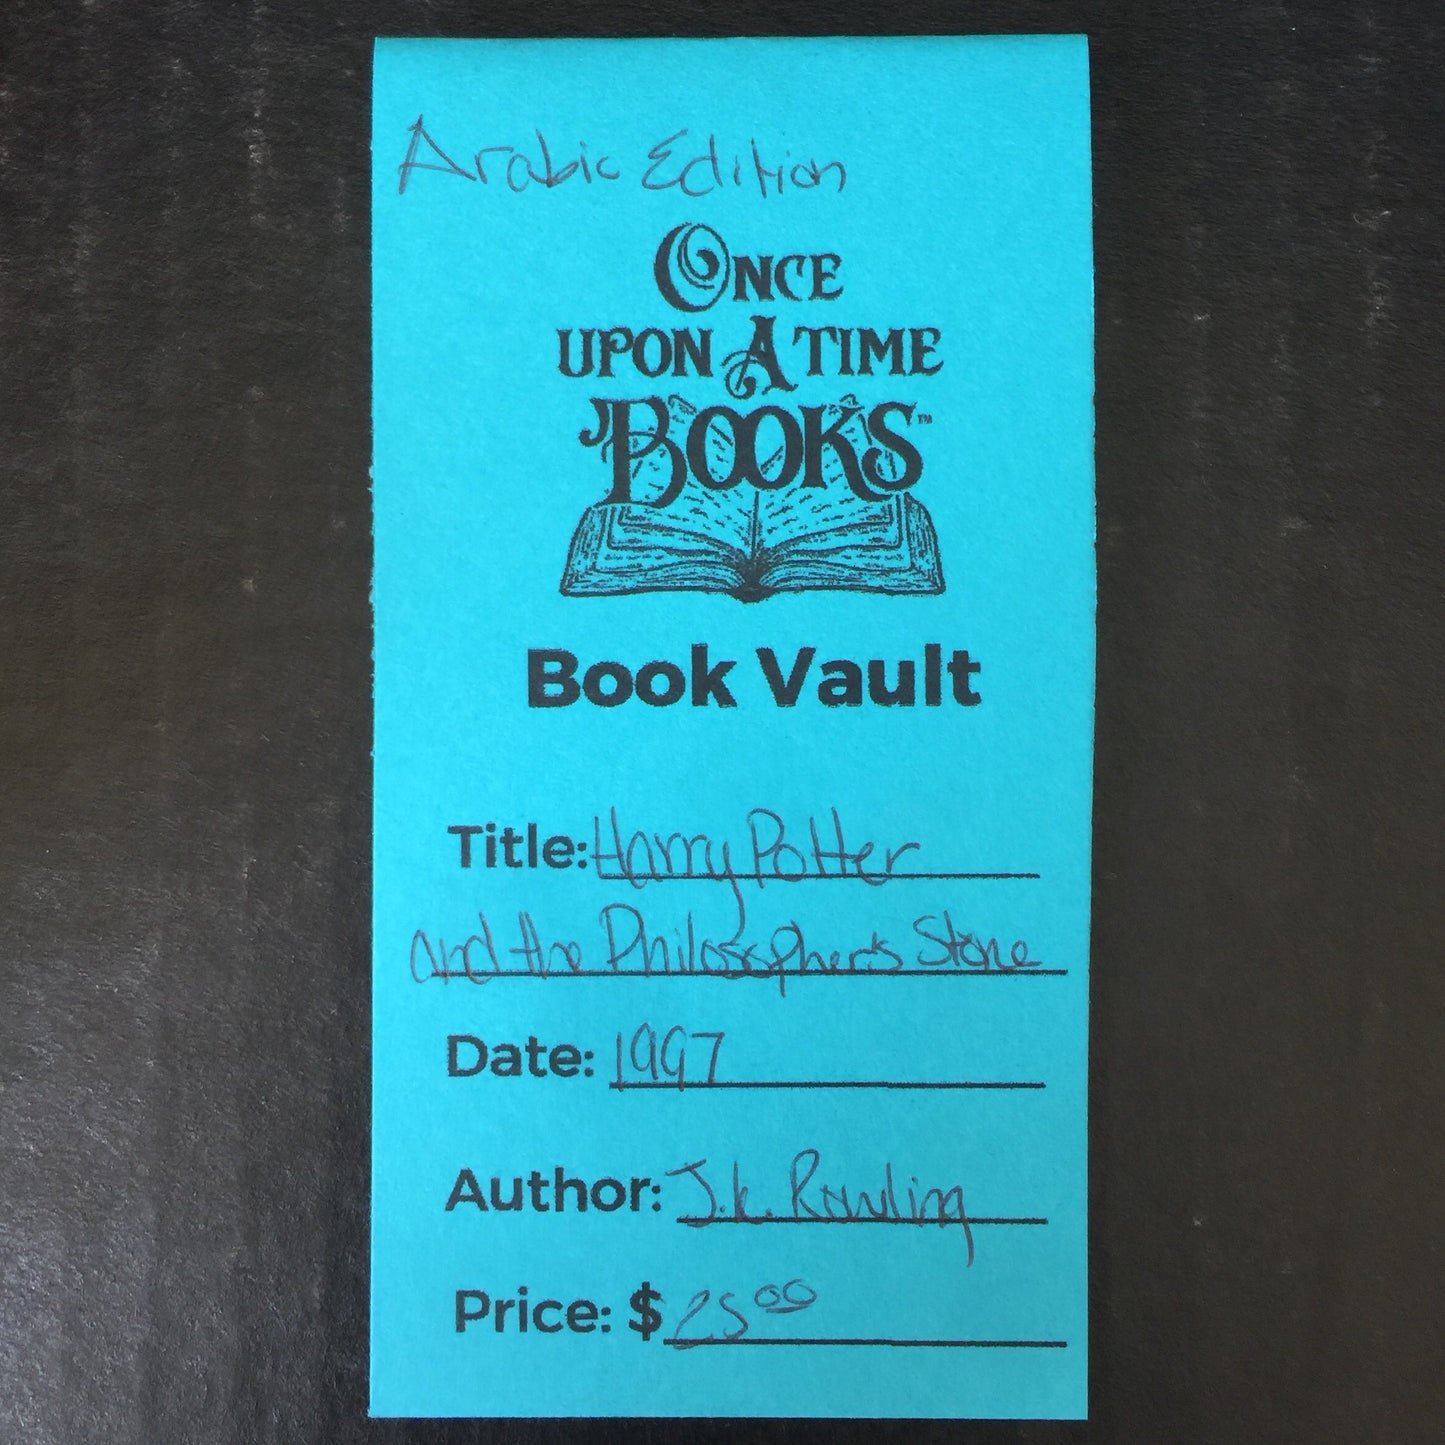 Arabic Edition
ONCE
UPON A TIME
BOOKS™
Book Vault
Title: Harry Potter
and the Philosopher's Stone
Date: 1997
Author: J.K. Rowling
Price: $ 25 00